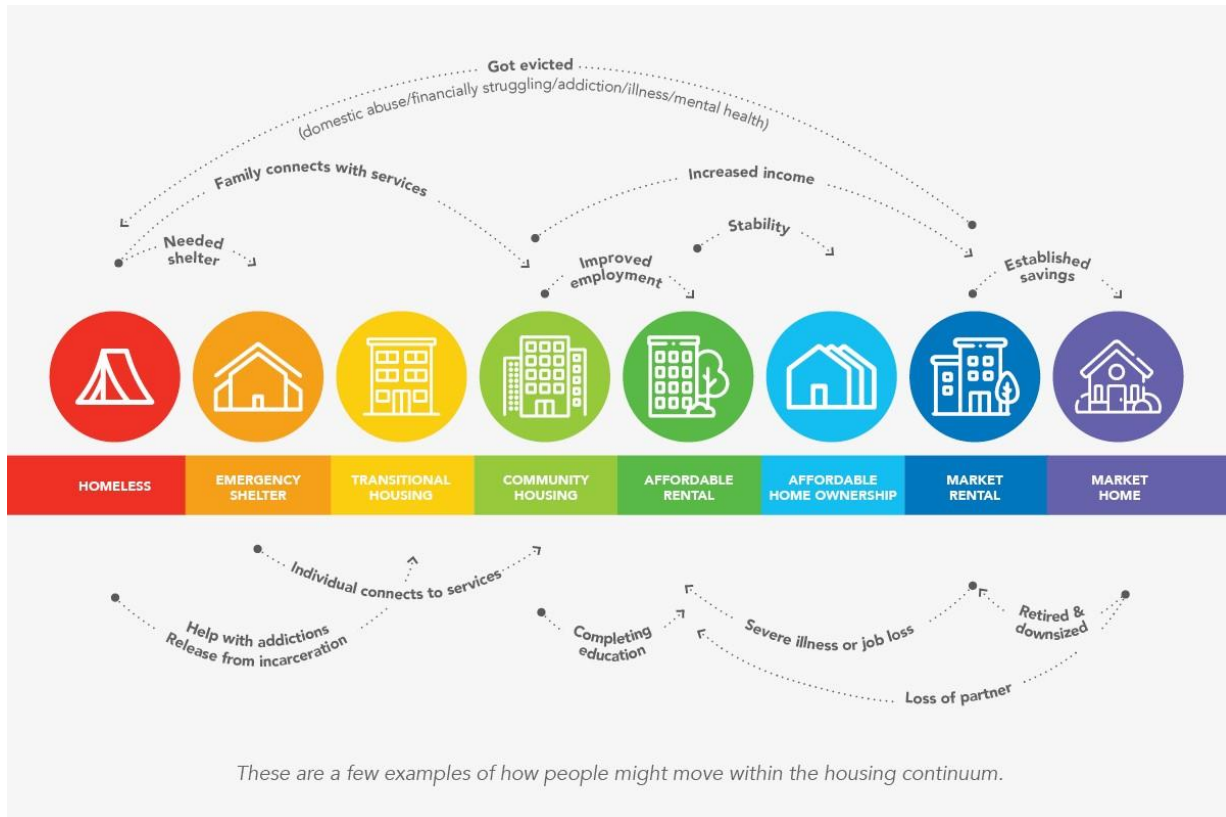 Got evicted
(domestic abuse/financially struggling/addiction/illness/mental health)
Family connects with services
Increased income
Needed
shelter
Improved
employment
Stability
Established
savings
HOMELESS
EMERGENCY
SHELTER
TRANSITIONAL
HOUSING
COMMUNITY
HOUSING
AFFORDABLE
RENTAL
AFFORDABLE
HOME OWNERSHIP
MARKET
RENTAL
MARKET
HOME
Individual connects to services
Help with addictions
Release from incarceration
Completing
education
Severe illness or job loss
Retired &
downsized
Loss of partner
These are a few examples of how people might move within the housing continuum.